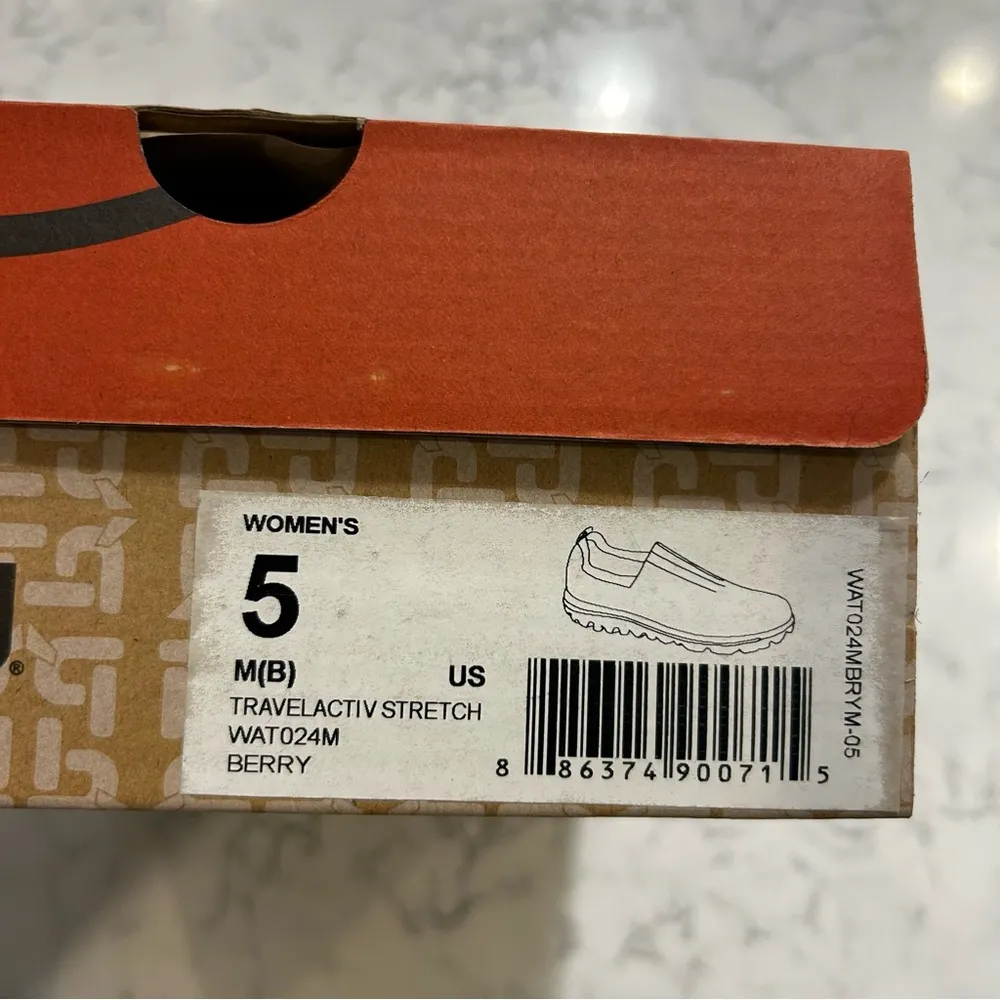 WOMEN'S
5
M(B) US
TRAVELACTIV STRETCH
WAT024M
BERRY
8 86374 90071 5
WAT024MBRYM-05
®